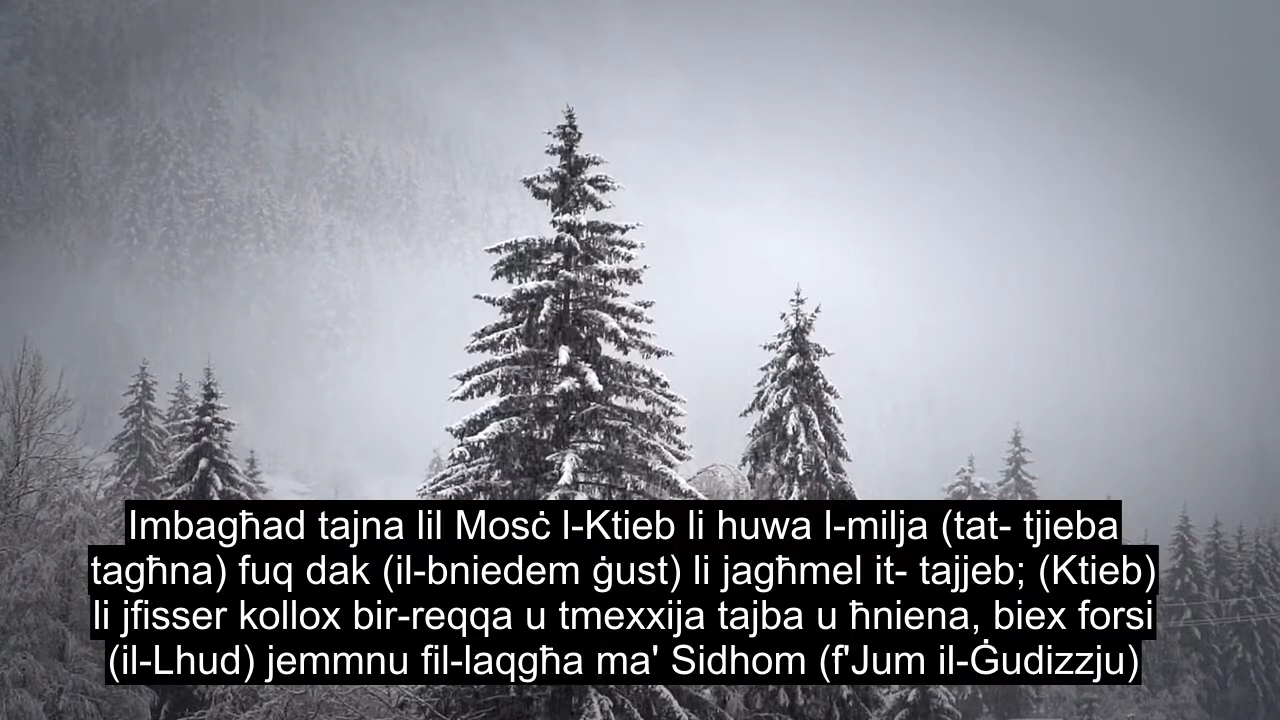 Imbagħad tajna lil Mosċ l-Ktieb li huwa l-milja (tat- tjieba
tagħna) fuq dak (il-bniedem ġust) li jagħmel it- tajjeb; (Ktieb)
li jfisser kollox bir-reqqa u tmexxija tajba u ħniena, biex forsi
(il-Lhud) jemmnu fil-laqgħa ma' Sidhom (f'Jum il-Ġudizzju)